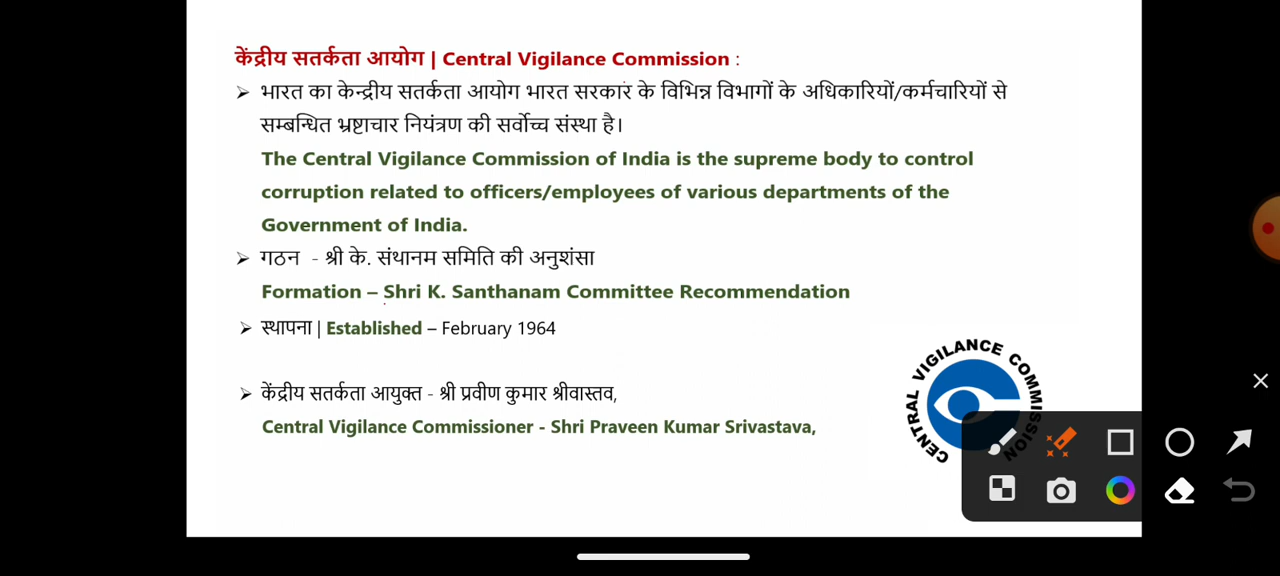 केंद्रीय सतर्कता आयोग | Central Vigilance Commission :
➢ भारत का केन्द्रीय सतर्कता आयोग भारत सरकार के विभिन्न विभागों के अधिकारियों/कर्मचारियों से
सम्बन्धित भ्रष्टाचार नियंत्रण की सर्वोच्च संस्था है।
The Central Vigilance Commission of India is the supreme body to control
corruption related to officers/employees of various departments of the
Government of India.
➢ गठन - श्री के. संथानम समिति की अनुशंसा
Formation – Shri K. Santhanam Committee Recommendation
➢ स्थापना | Established – February 1964
➢ केंद्रीय सतर्कता आयुक्त - श्री प्रवीण कुमार श्रीवास्तव,
Central Vigilance Commissioner - Shri Praveen Kumar Srivastava,
CENTRAL VIGILANCE COMMISSION